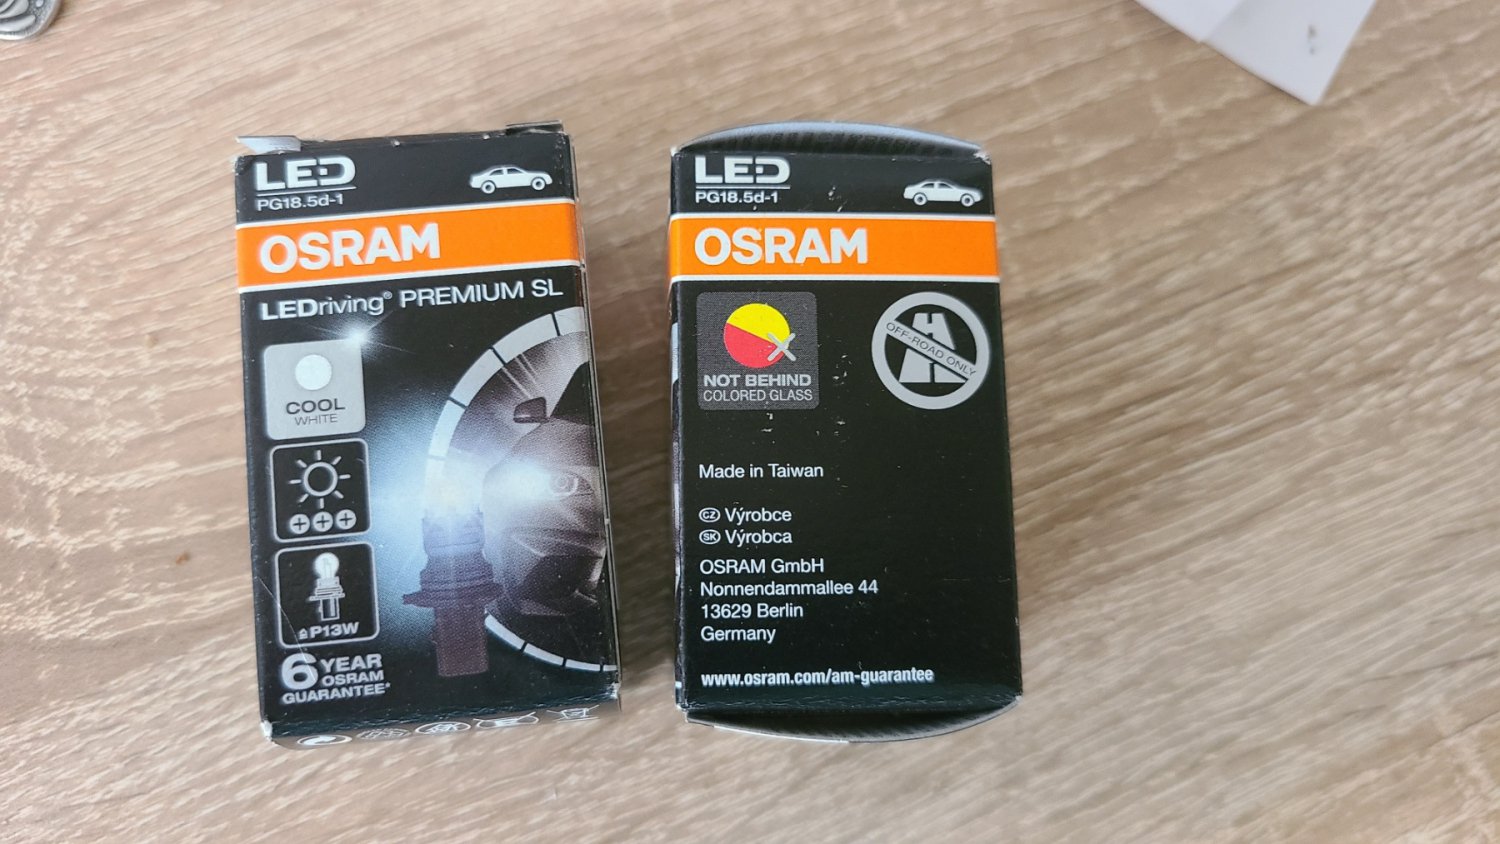 LED
PG18.5d-1
OSRAM
LEDriving® PREMIUM SL
COOL
WHITE
≙P13W
6 YEAR
OSRAM
GUARANTEE*
LED
PG18.5d-1
OSRAM
NOT BEHIND
COLORED GLASS
OFF-ROAD ONLY
Made in Taiwan
CZ Výrobce
SK Výrobca
OSRAM GmbH
Nonnendammallee 44
13629 Berlin
Germany
www.osram.com/am-guarantee